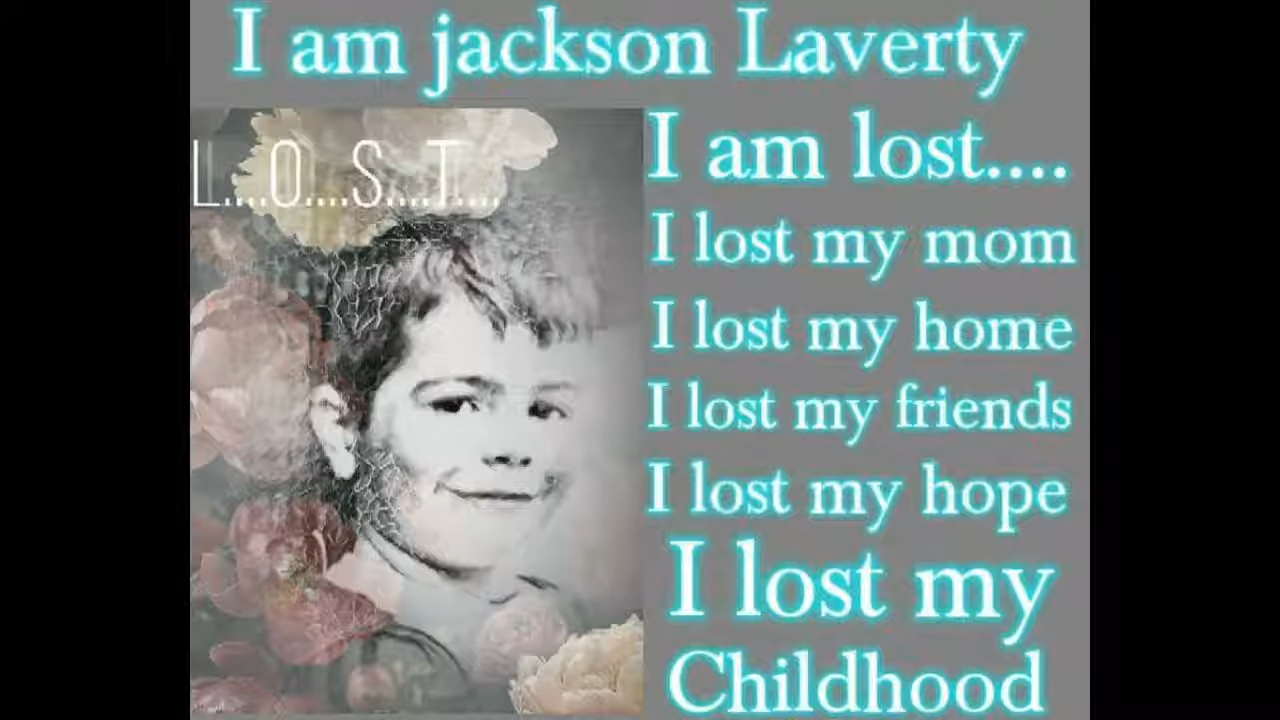 I am jackson Laverty
L....O....S....T....
I am lost....
I lost my mom
I lost my home
I lost my friends
I lost my hope
I lost my
Childhood